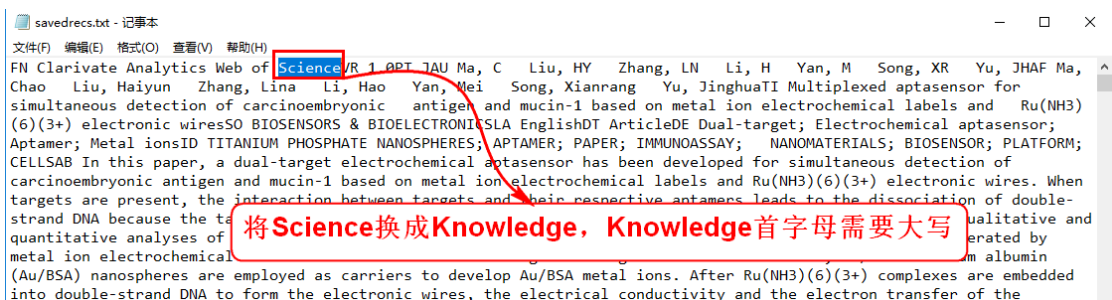 savedrecs.txt - 记事本
文件(F) 编辑(E) 格式(O) 查看(V) 帮助(H)
FN Clarivate Analytics Web of Science VR 1.0PT JAU Ma, C Liu, HY Zhang, LN Li, H Yan, M Song, XR Yu, JHAF Ma,
Chao Liu, Haiyun Zhang, Lina Li, Hao Yan, Mei Song, Xianrang Yu, JinghuaTI Multiplexed aptasensor for
simultaneous detection of carcinoembryonic antigen and mucin-1 based on metal ion electrochemical labels and Ru(NH3)
(6)(3+) electronic wiresSO BIOSENSORS & BIOELECTRONICSLA EnglishDT ArticleDE Dual-target; Electrochemical aptasensor;
Aptamer; Metal ionsID TITANIUM PHOSPHATE NANOSPHERES; APTAMER; PAPER; IMMUNOASSAY; NANOMATERIALS; BIOSENSOR; PLATFORM;
CELLSAB In this paper, a dual-target electrochemical aptasensor has been developed for simultaneous detection of
carcinoembryonic antigen and mucin-1 based on metal ion electrochemical labels and Ru(NH3)(6)(3+) electronic wires. When
targets are present, the interaction between targets and their respective aptamers leads to the dissociation of double-
strand DNA because the ta
ualitative and
将Science换成Knowledge，Knowledge首字母需要大写
quantitative analyses of
erated by
metal ion electrochemical
albumin
(Au/BSA) nanospheres are employed as carriers to develop Au/BSA metal ions. After Ru(NH3)(6)(3+) complexes are embedded
into double-strand DNA to form the electronic wires, the electrical conductivity and the electron transfer of the